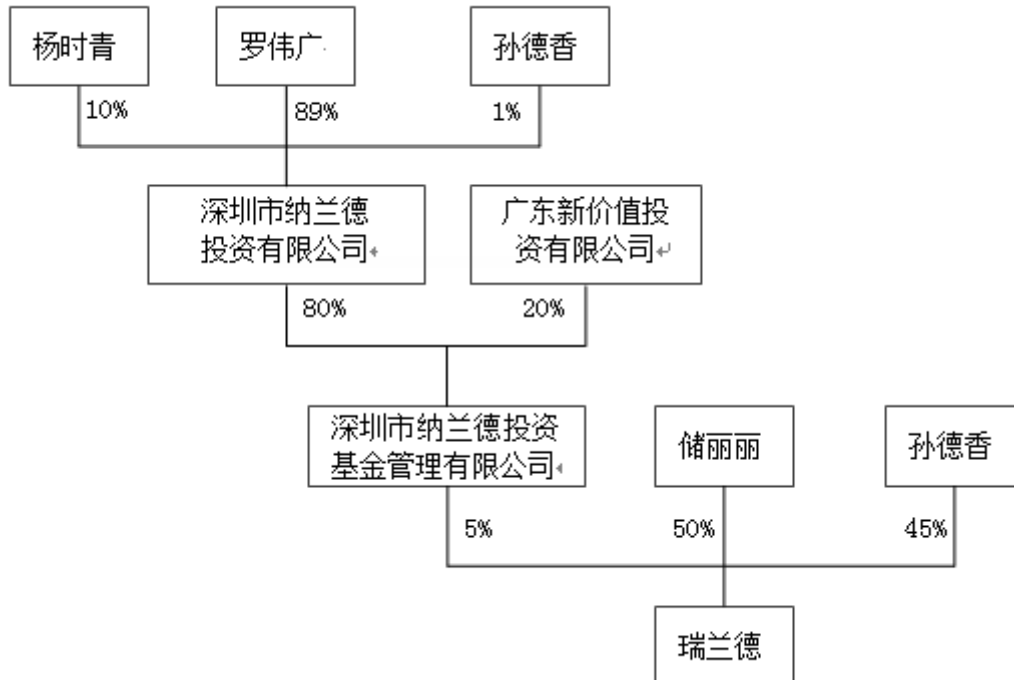 杨时青
罗伟广
孙德香
10%
89%
1%
深圳市纳兰德
投资有限公司
广东新价值投
资有限公司
80%
20%
深圳市纳兰德投资
基金管理有限公司
储丽丽
孙德香
5%
50%
45%
瑞兰德